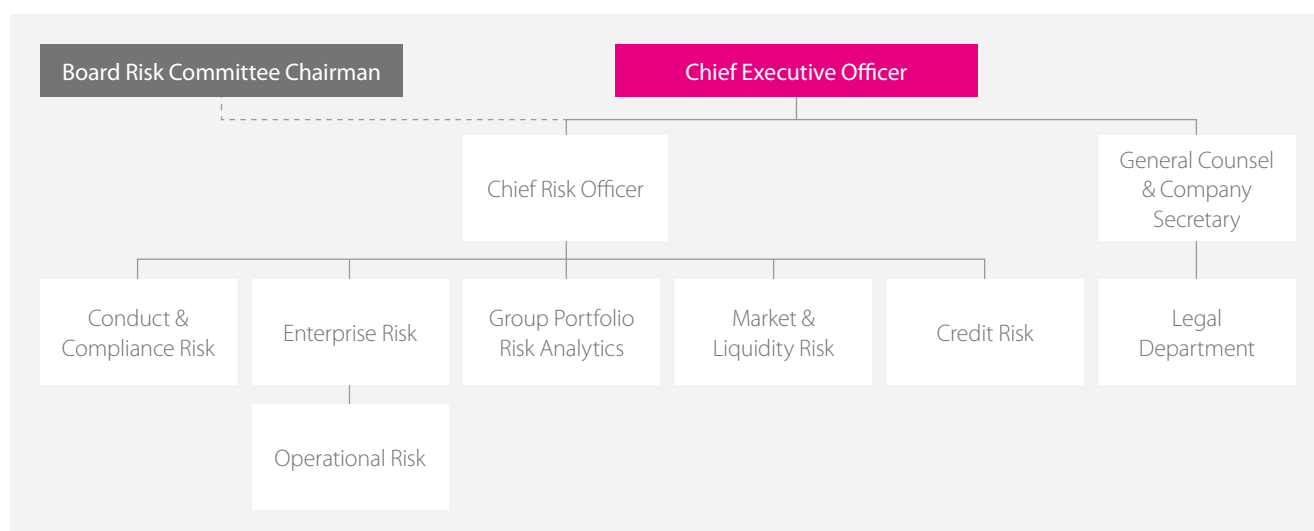 Board Risk Committee Chairman
Chief Executive Officer
Chief Risk Officer
General Counsel
& Company
Secretary
Conduct &
Compliance Risk
Enterprise Risk
Group Portfolio
Risk Analytics
Market &
Liquidity Risk
Credit Risk
Legal
Department
Operational Risk